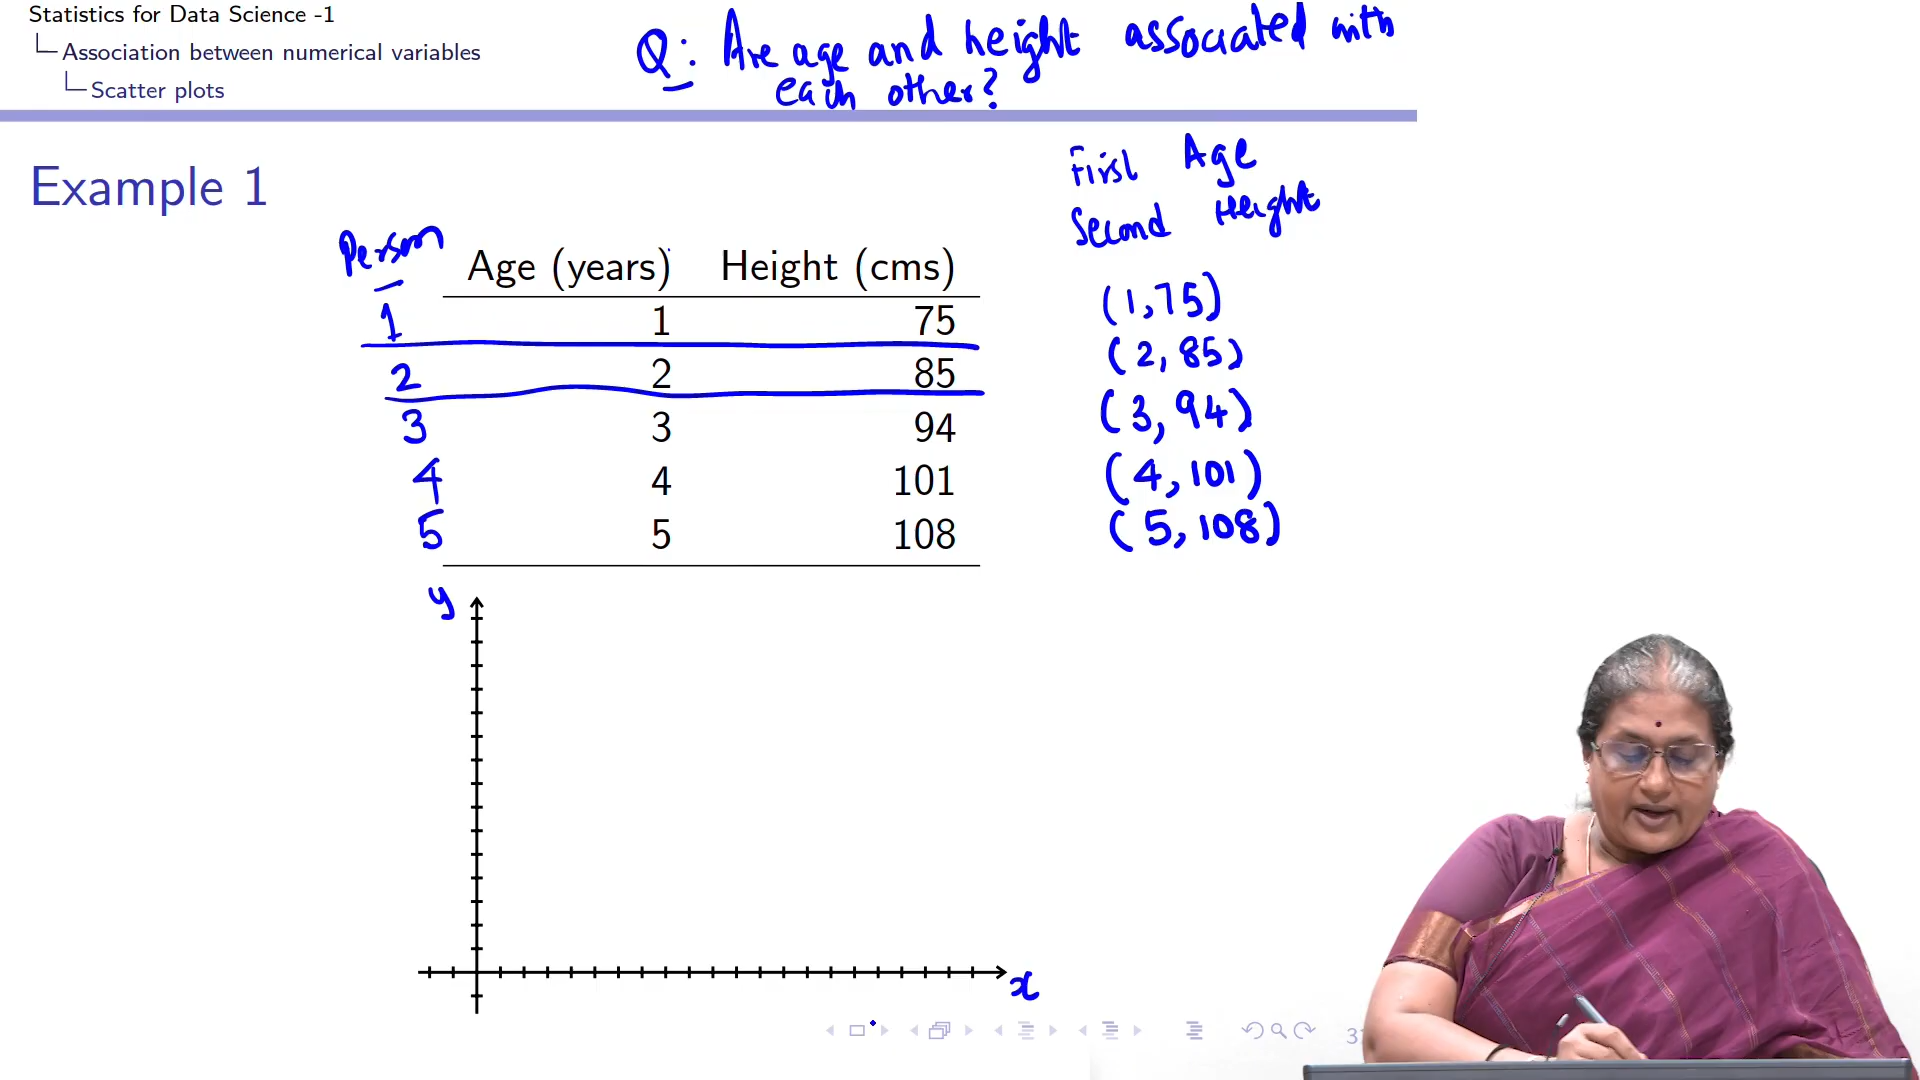 Statistics for Data Science -1
Association between numerical variables
Scatter plots
Q: Are age and height associated with
each other?
Example 1
First Age
Second Height
Person Age (years) Height (cms)
1 1 75 (1,75)
2 2 85 (2, 85)
3 3 94 (3, 94)
4 4 101 (4, 101)
5 5 108 (5, 108)
y
x